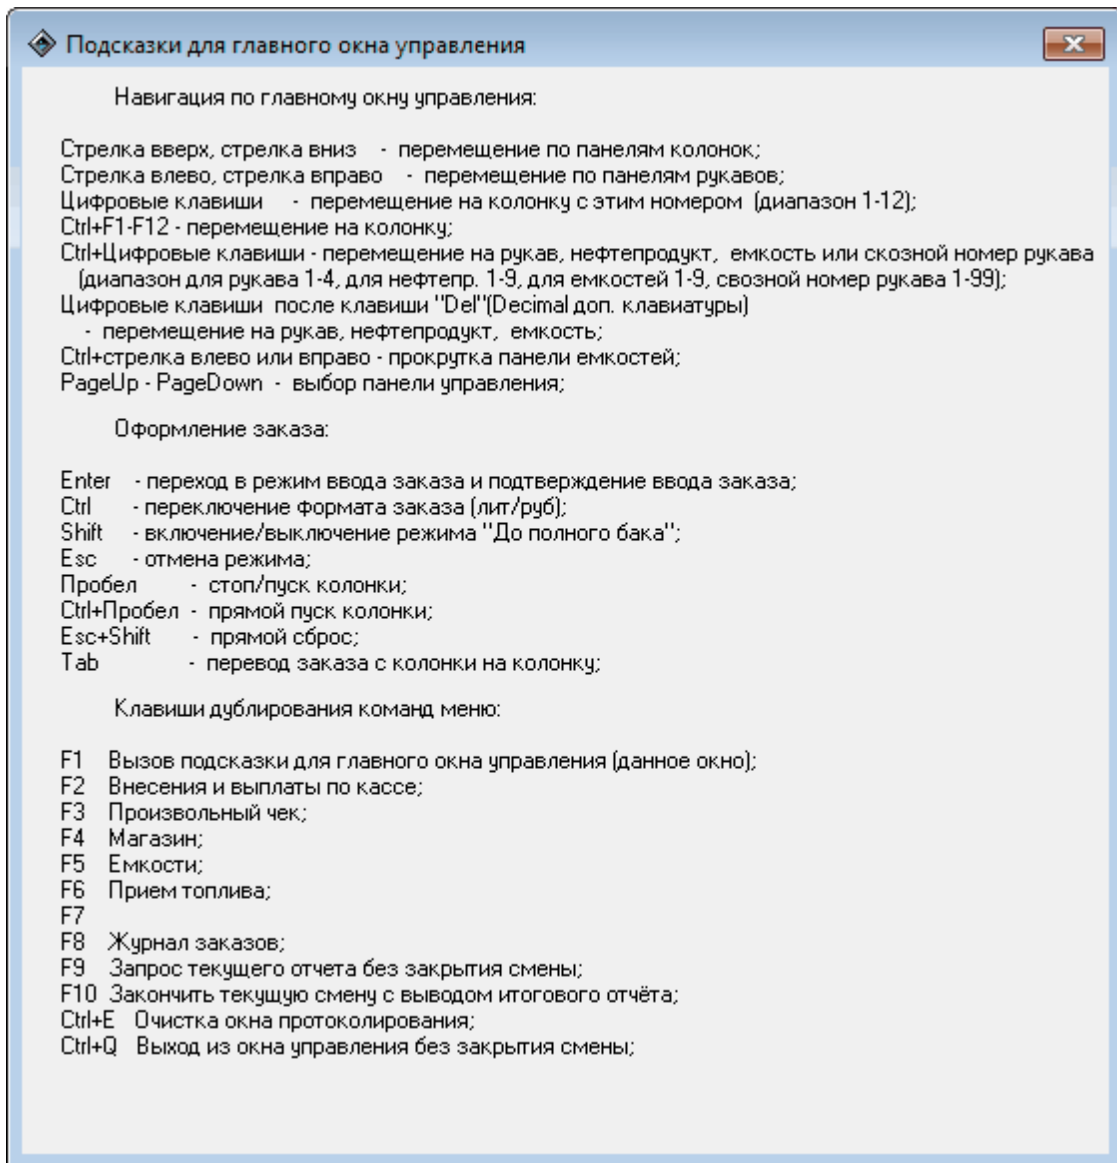 Подсказки для главного окна управления
Навигация по главному окну управления:
Стрелка вверх, стрелка вниз - перемещение по панелям колонок;
Стрелка влево, стрелка вправо - перемещение по панелям рукавов;
Цифровые клавиши - перемещение на колонку с этим номером (диапазон 1-12);
Ctrl+F1-F12 - перемещение на колонку;
Ctrl+Цифровые клавиши - перемещение на рукав, нефтепродукт, емкость или скозной номер рукава
(диапазон для рукава 1-4, для нефтепр. 1-9, для емкостей 1-9, свозной номер рукава 1-99);
Цифровые клавиши после клавиши "Del"(Decimal доп. клавиатуры)
- перемещение на рукав, нефтепродукт, емкость;
Ctrl+стрелка влево или вправо - прокрутка панели емкостей;
PageUp - PageDown - выбор панели управления;
Оформление заказа:
Enter - переход в режим ввода заказа и подтверждение ввода заказа;
Ctrl - переключение формата заказа (лит/руб);
Shift - включение/выключение режима "До полного бака";
Esc - отмена режима;
Пробел - стоп/пуск колонки;
Ctrl+Пробел - прямой пуск колонки;
Esc+Shift - прямой сброс;
Tab - перевод заказа с колонки на колонку;
Клавиши дублирования команд меню:
F1 Вызов подсказки для главного окна управления (данное окно);
F2 Внесения и выплаты по кассе;
F3 Произвольный чек;
F4 Магазин;
F5 Емкости;
F6 Прием топлива;
F7
F8 Журнал заказов;
F9 Запрос текущего отчета без закрытия смены;
F10 Закончить текущую смену с выводом итогового отчёта;
Ctrl+E Очистка окна протоколирования;
Ctrl+Q Выход из окна управления без закрытия смены;